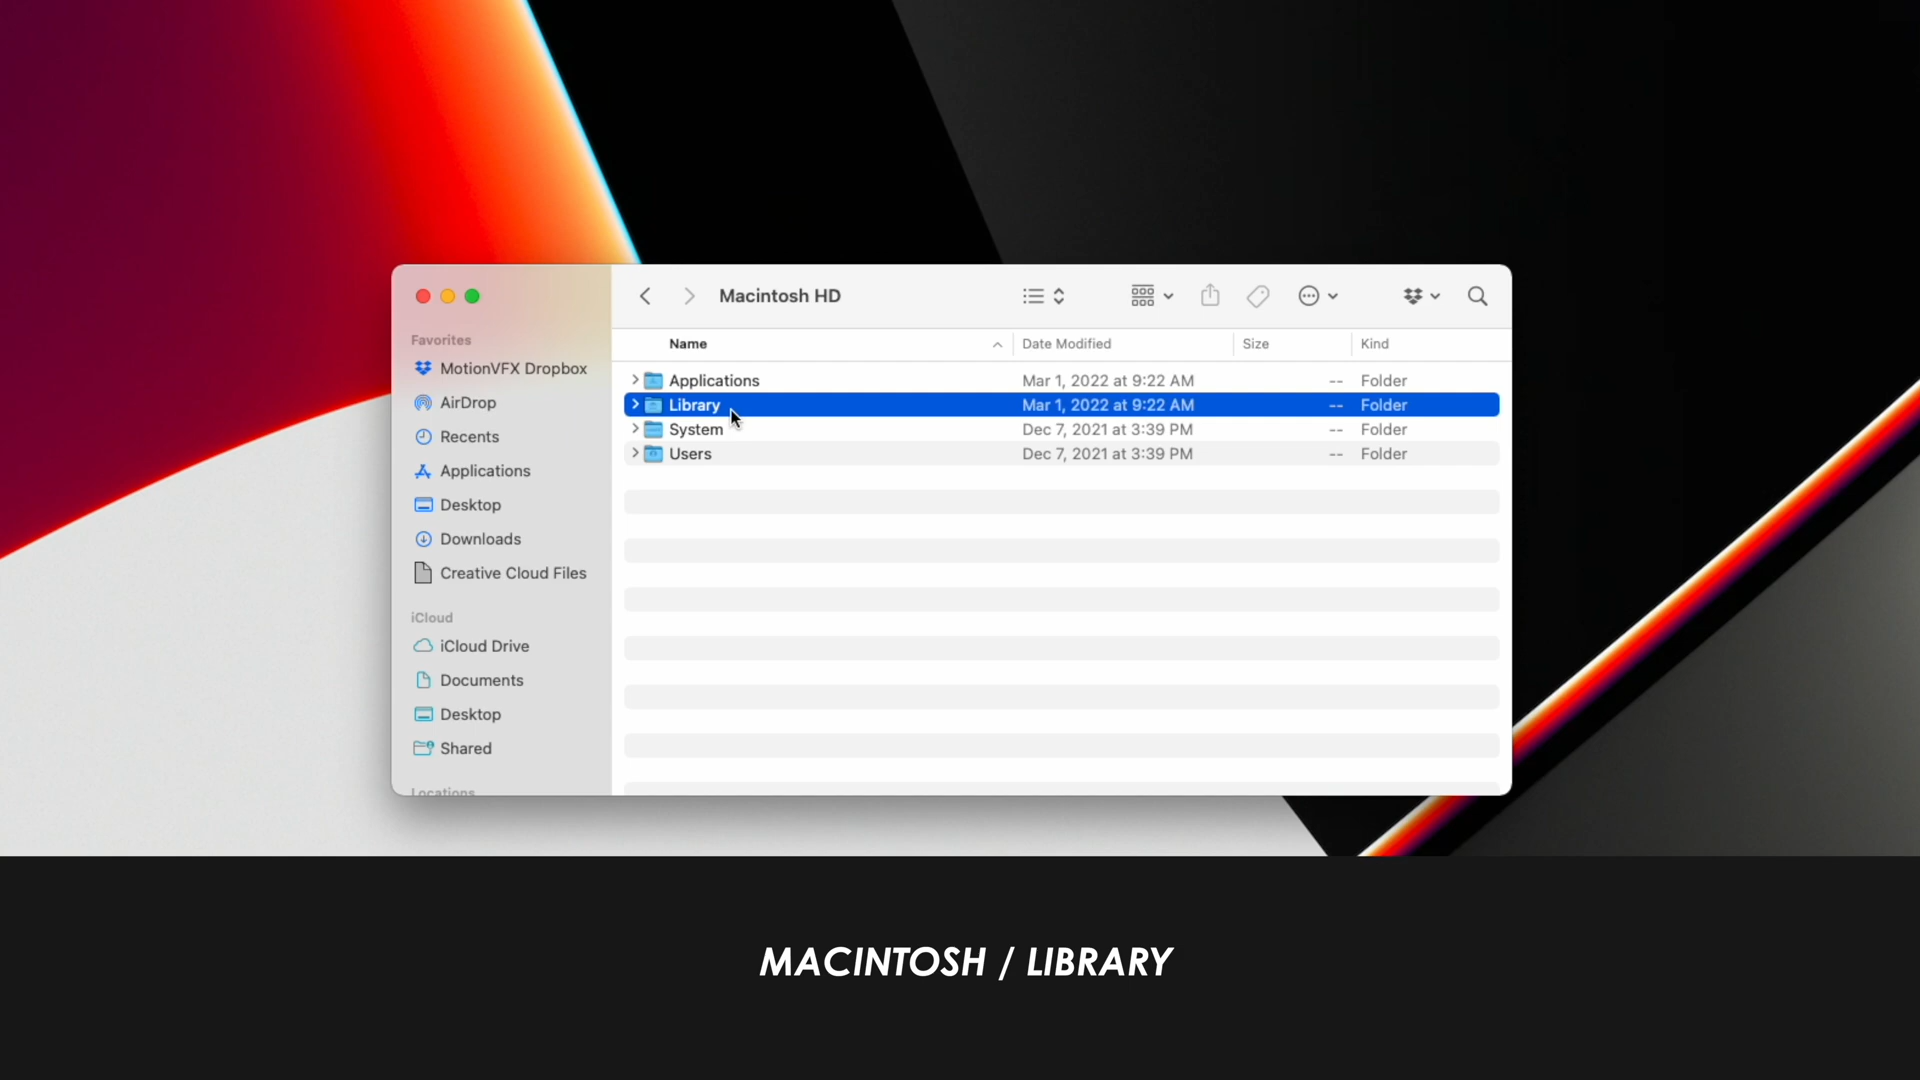 Macintosh HD
Favorites
MotionVFX Dropbox
AirDrop
Recents
Applications
Desktop
Downloads
Creative Cloud Files
iCloud
iCloud Drive
Documents
Desktop
Shared
Locations
Name Date Modified Size Kind
Applications Mar 1, 2022 at 9:22 AM -- Folder
Library Mar 1, 2022 at 9:22 AM -- Folder
System Dec 7, 2021 at 3:39 PM -- Folder
Users Dec 7, 2021 at 3:39 PM -- Folder
MACINTOSH / LIBRARY